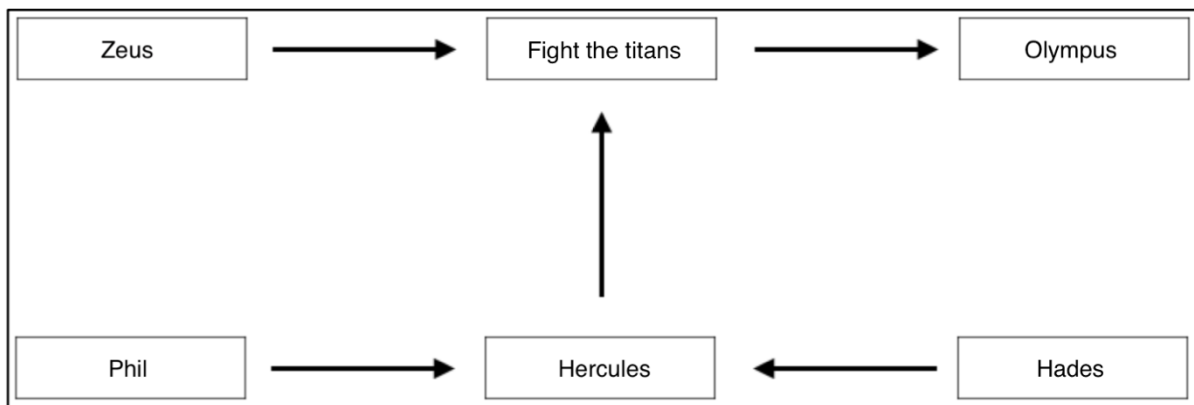 Zeus
Fight the titans
Olympus
Phil
Hercules
Hades